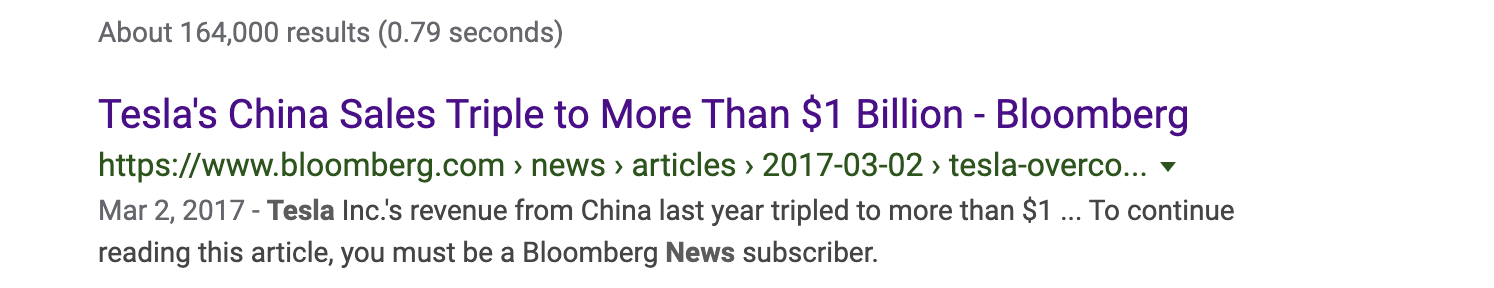 About 164,000 results (0.79 seconds)
Tesla's China Sales Triple to More Than $1 Billion - Bloomberg
https://www.bloomberg.com › news › articles › 2017-03-02 › tesla-overco...
Mar 2, 2017 - Tesla Inc.'s revenue from China last year tripled to more than $1 ... To continue
reading this article, you must be a Bloomberg News subscriber.